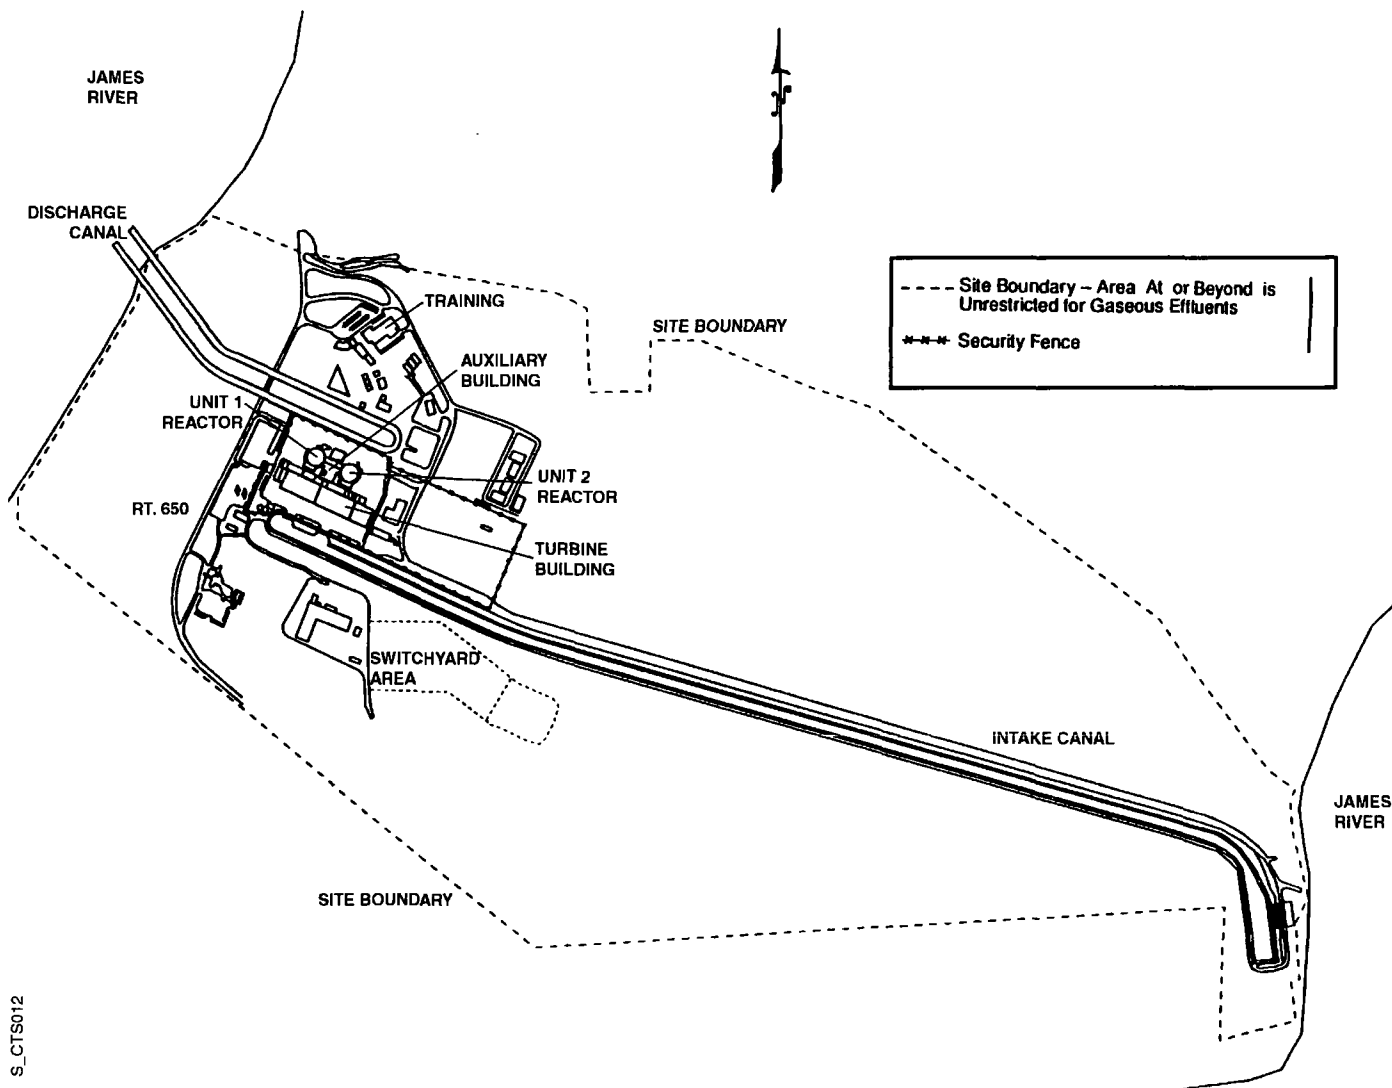 JAMES
RIVER
DISCHARGE
CANAL
N
TRAINING
SITE BOUNDARY
AUXILIARY
BUILDING
UNIT 1
REACTOR
UNIT 2
REACTOR
RT. 650
TURBINE
BUILDING
SWITCHYARD
AREA
INTAKE CANAL
JAMES
RIVER
SITE BOUNDARY
Site Boundary – Area At or Beyond is
Unrestricted for Gaseous Effluents
Security Fence
S_CTS012